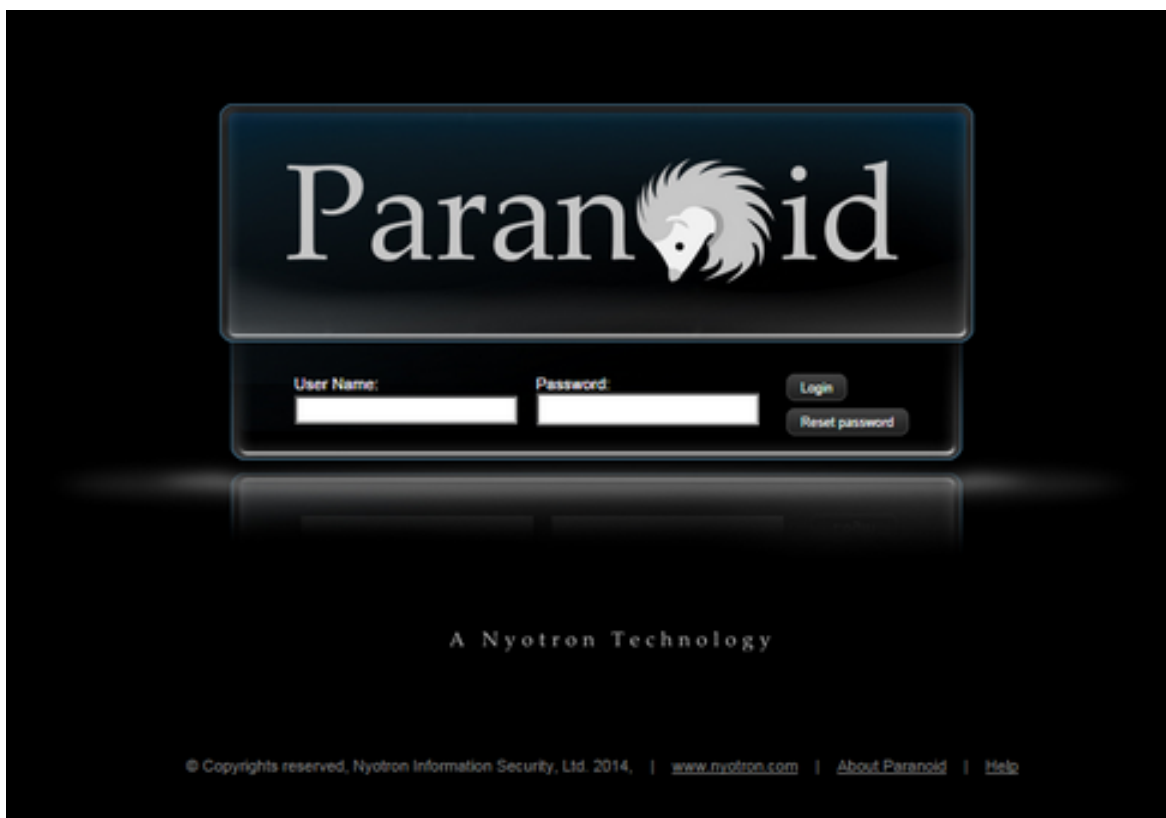 Paranoid
User Name: Password: Login
Reset password
A Nyotron Technology
© Copyrights reserved, Nyotron Information Security, Ltd. 2014, | www.nyotron.com | About Paranoid | Help